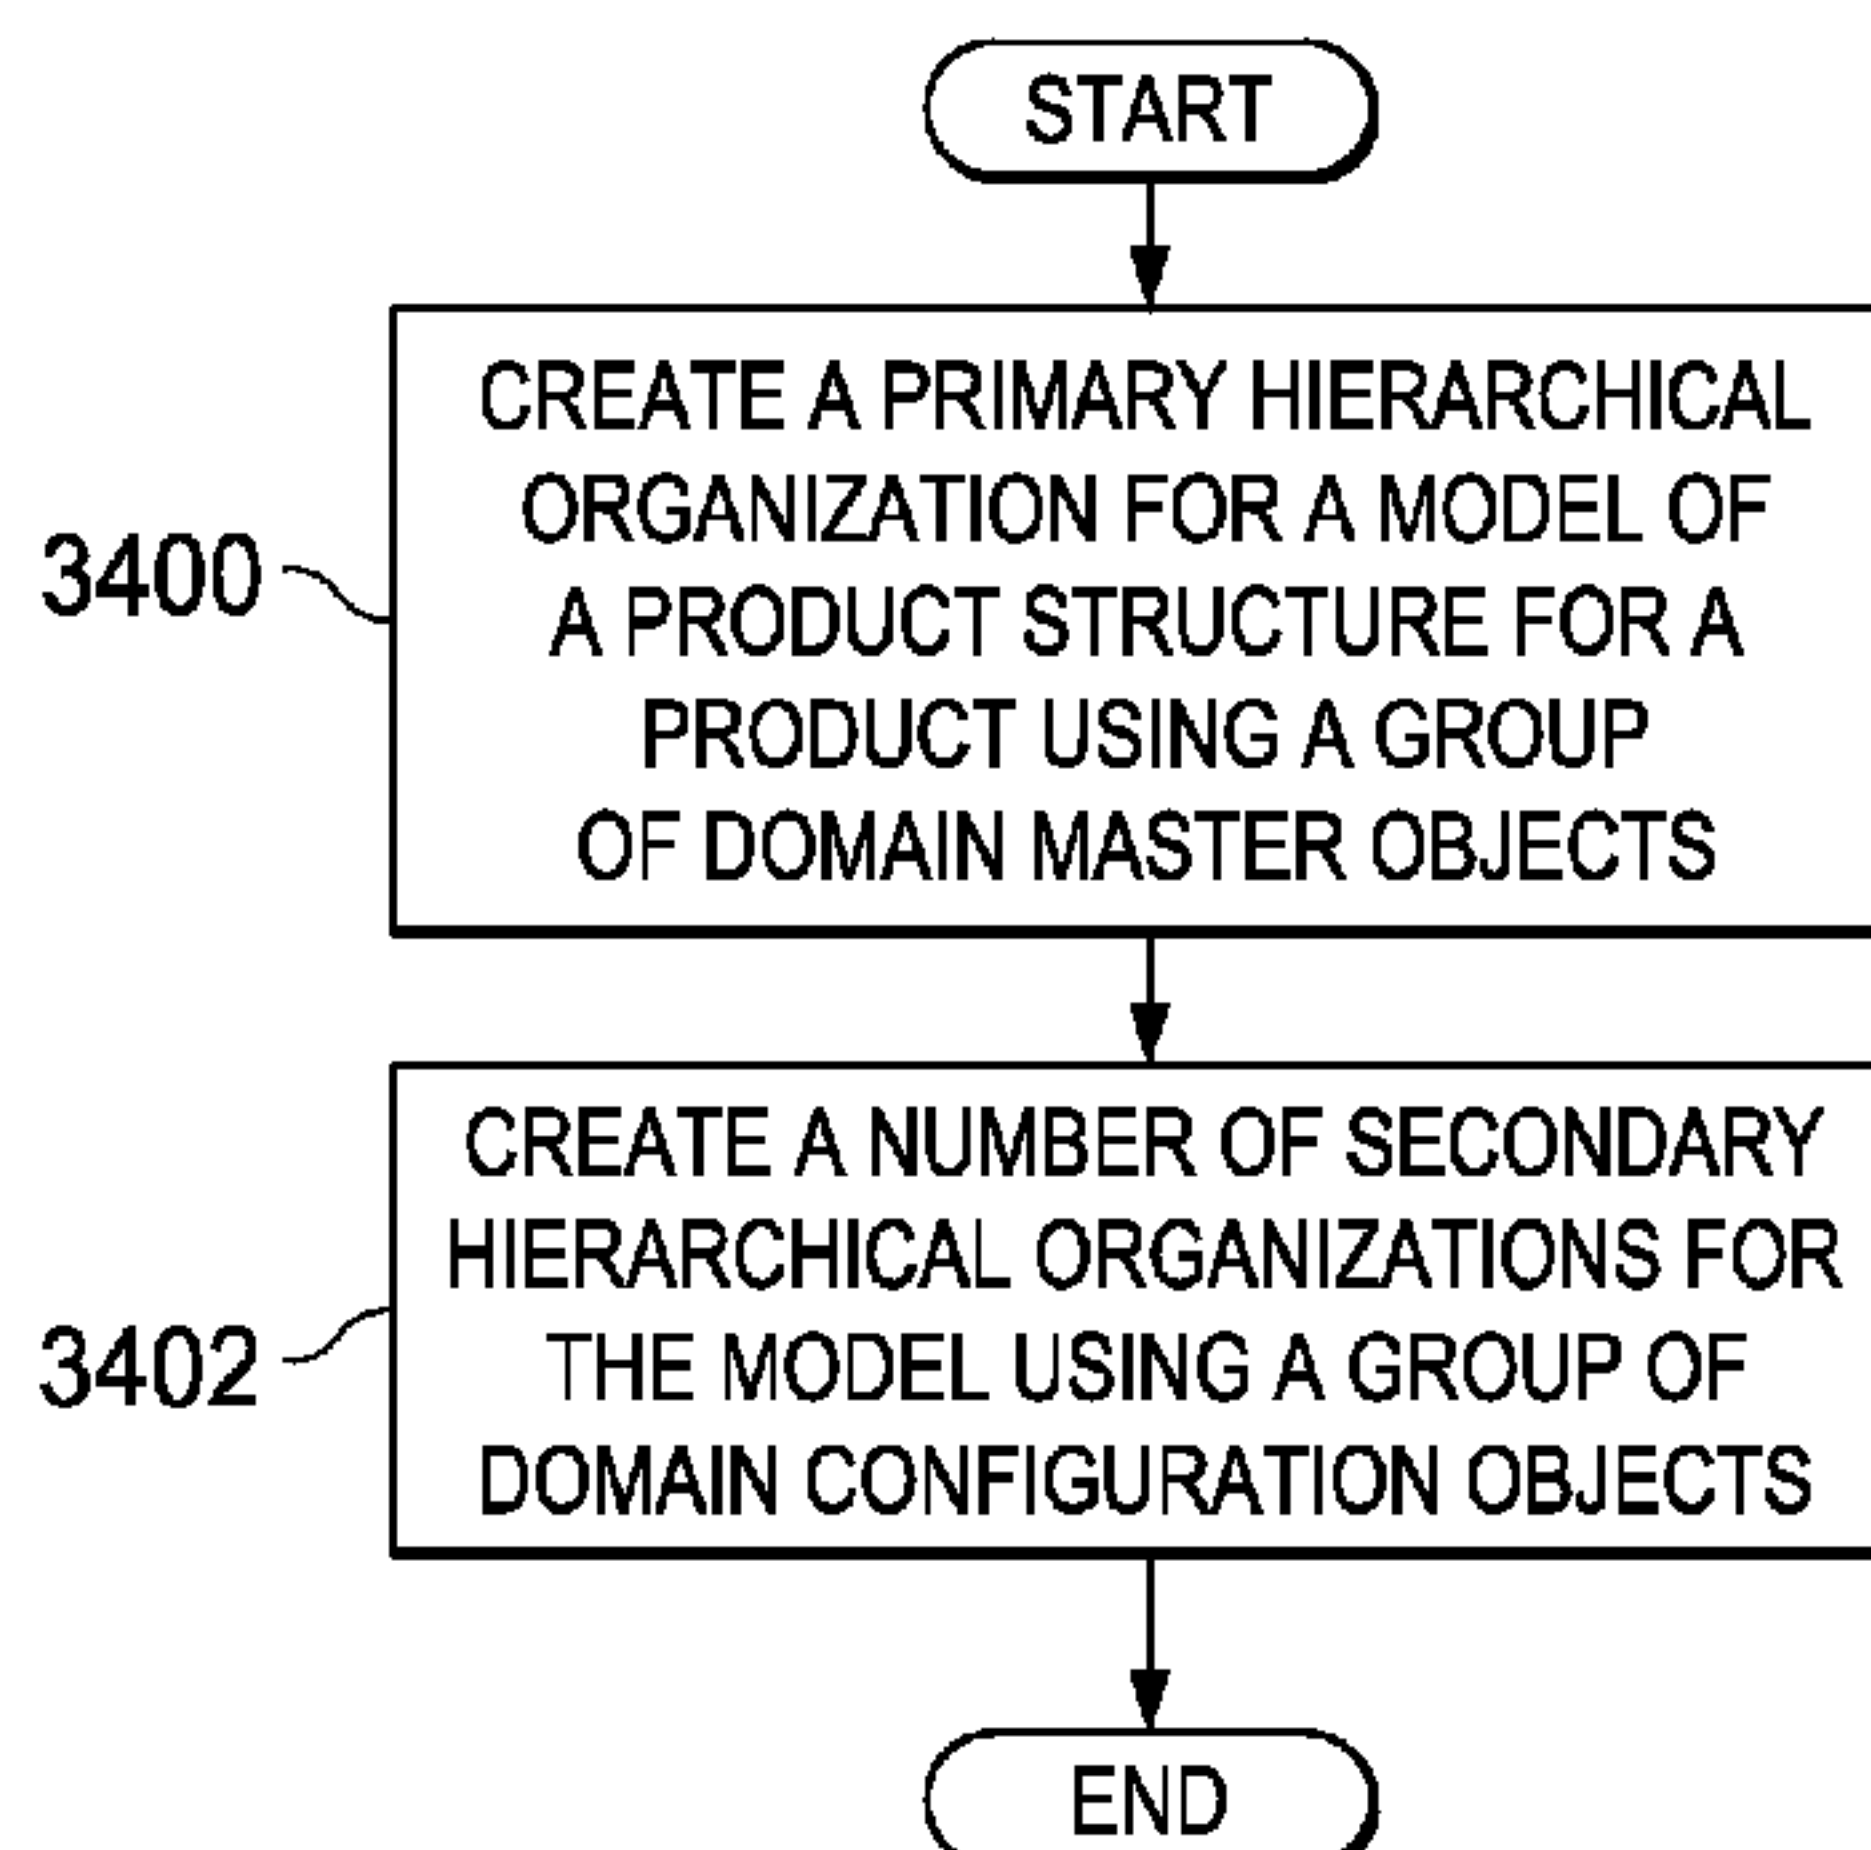 START
CREATE A PRIMARY HIERARCHICAL
ORGANIZATION FOR A MODEL OF
A PRODUCT STRUCTURE FOR A
PRODUCT USING A GROUP
OF DOMAIN MASTER OBJECTS
3400
CREATE A NUMBER OF SECONDARY
HIERARCHICAL ORGANIZATIONS FOR
THE MODEL USING A GROUP OF
DOMAIN CONFIGURATION OBJECTS
3402
END